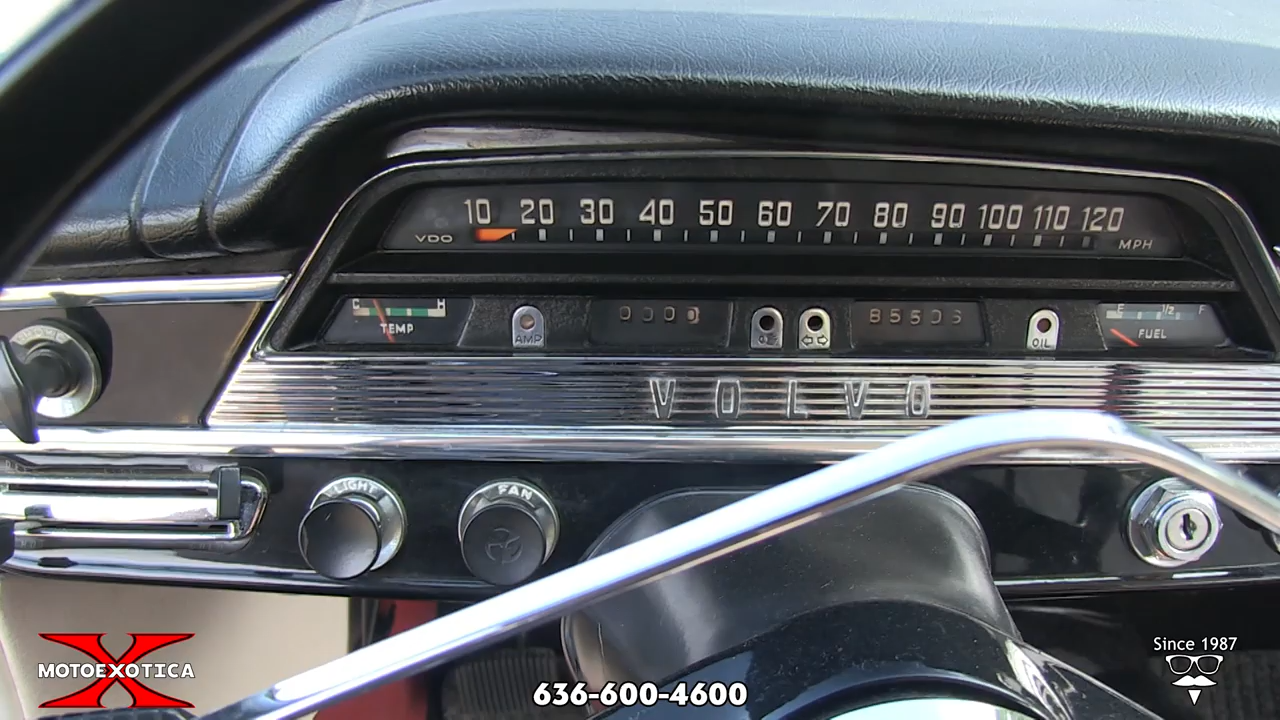 10 20 30 40 50 60 70 80 90 100 110 120
VDO
MPH
C H
TEMP
AMP
85506
OIL
E 1/2 F
FUEL
VOLVO
LIGHT
FAN
MOTOEXOTICA
636-600-4600
Since 1987